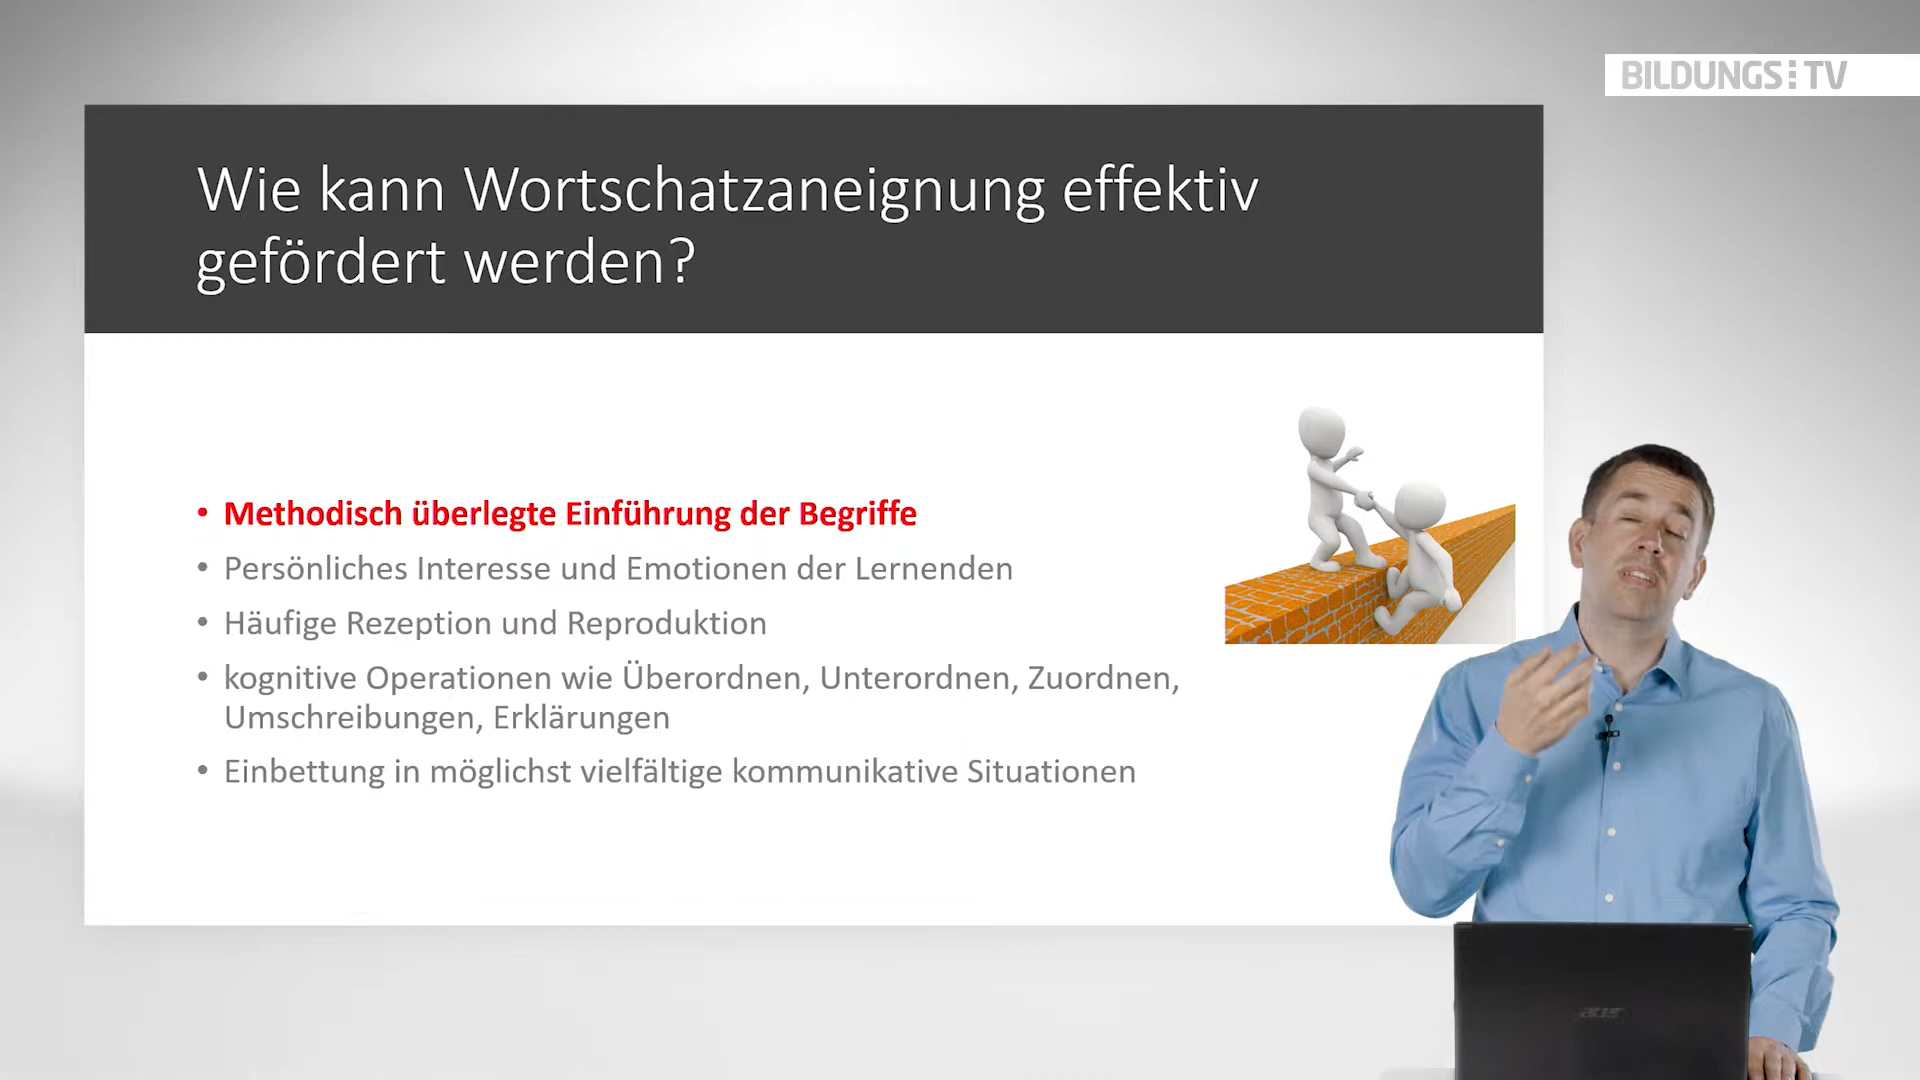 BILDUNGS:TV
Wie kann Wortschatzaneignung effektiv
gefördert werden?
• Methodisch überlegte Einführung der Begriffe
• Persönliches Interesse und Emotionen der Lernenden
• Häufige Rezeption und Reproduktion
• kognitive Operationen wie Überordnen, Unterordnen, Zuordnen,
Umschreibungen, Erklärungen
• Einbettung in möglichst vielfältige kommunikative Situationen
acer